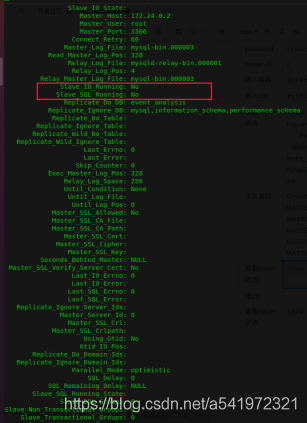 Slave_IO_State:
Master_Host: 172.24.0.2
Master_User: root
Master_Port: 3306
Connect_Retry: 60
Master_Log_File: mysql-bin.000003
Read_Master_Log_Pos: 328
Relay_Log_File: mysqld-relay-bin.000001
Relay_Log_Pos: 4
Relay_Master_Log_File: mysql-bin.000003
Slave_IO_Running: No
Slave_SQL_Running: No
Replicate_Do_DB: event_analysis
Replicate_Ignore_DB: mysql,information_schema,performance_schema
Replicate_Do_Table:
Replicate_Ignore_Table:
Replicate_Wild_Do_Table:
Replicate_Wild_Ignore_Table:
Last_Errno: 0
Last_Error:
Skip_Counter: 0
Exec_Master_Log_Pos: 328
Relay_Log_Space: 256
Until_Condition: None
Until_Log_File:
Until_Log_Pos: 0
Master_SSL_Allowed: No
Master_SSL_CA_File:
Master_SSL_CA_Path:
Master_SSL_Cert:
Master_SSL_Cipher:
Master_SSL_Key:
Seconds_Behind_Master: NULL
Master_SSL_Verify_Server_Cert: No
Last_IO_Errno: 0
Last_IO_Error:
Last_SQL_Errno: 0
Last_SQL_Error:
Replicate_Ignore_Server_Ids:
Master_Server_Id: 0
Master_SSL_Crl:
Master_SSL_Crlpath:
Using_Gtid: No
Gtid_IO_Pos:
Replicate_Do_Domain_Ids:
Replicate_Ignore_Domain_Ids:
Parallel_Mode: optimistic
SQL_Delay: 0
SQL_Remaining_Delay: NULL
Slave_SQL_Running_State:
https://blog.csdn.net/a541972321
Slave_Transactional_Groups: 0